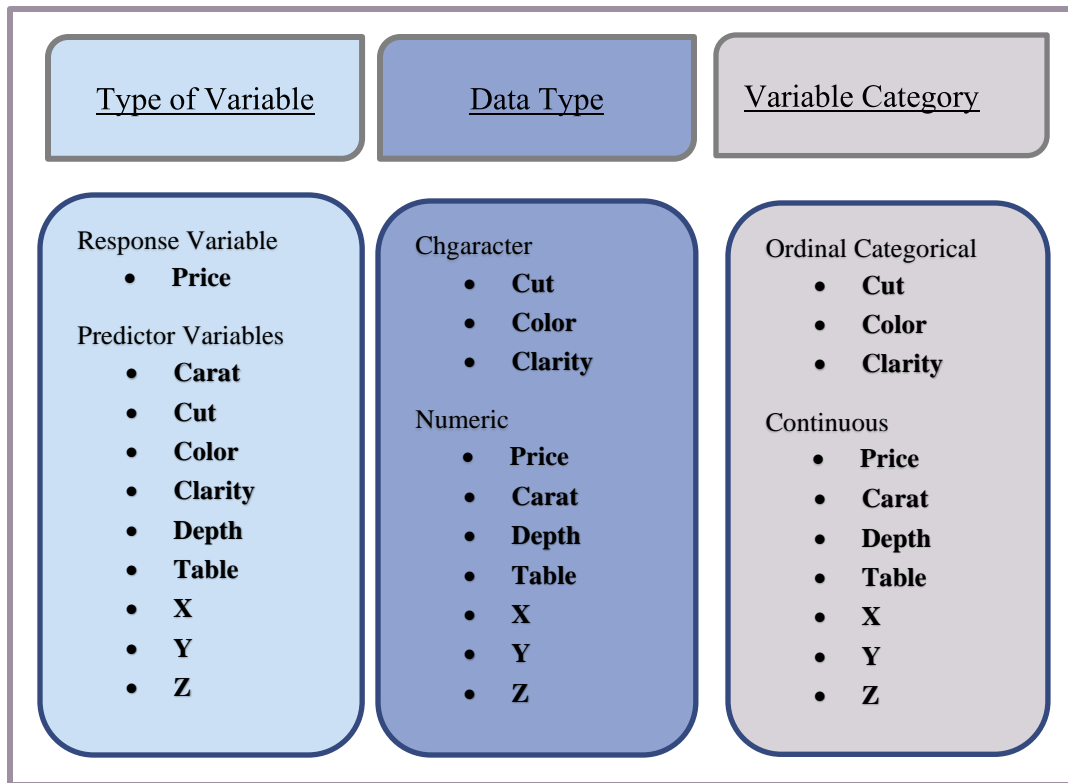 Type of Variable
Data Type
Variable Category
Response Variable
• Price
Predictor Variables
• Carat
• Cut
• Color
• Clarity
• Depth
• Table
• X
• Y
• Z
Chgaracter
• Cut
• Color
• Clarity
Numeric
• Price
• Carat
• Depth
• Table
• X
• Y
• Z
Ordinal Categorical
• Cut
• Color
• Clarity
Continuous
• Price
• Carat
• Depth
• Table
• X
• Y
• Z